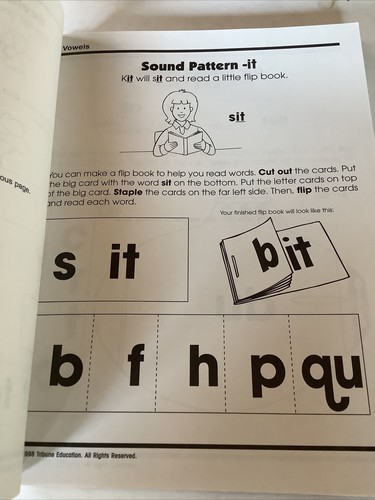 Vowels
Sound Pattern -it
Kit will sit and read a little flip book.
sit
ous page.
You can make a flip book to help you read words. Cut out the cards. Put
the big card with the word sit on the bottom. Put the letter cards on top
of the big card. Staple the cards on the far left side. Then, flip the cards
and read each word.
Your finished flip book will look like this:
s it
bit
b f h p qu
998 Tribune Education. All Rights Reserved.